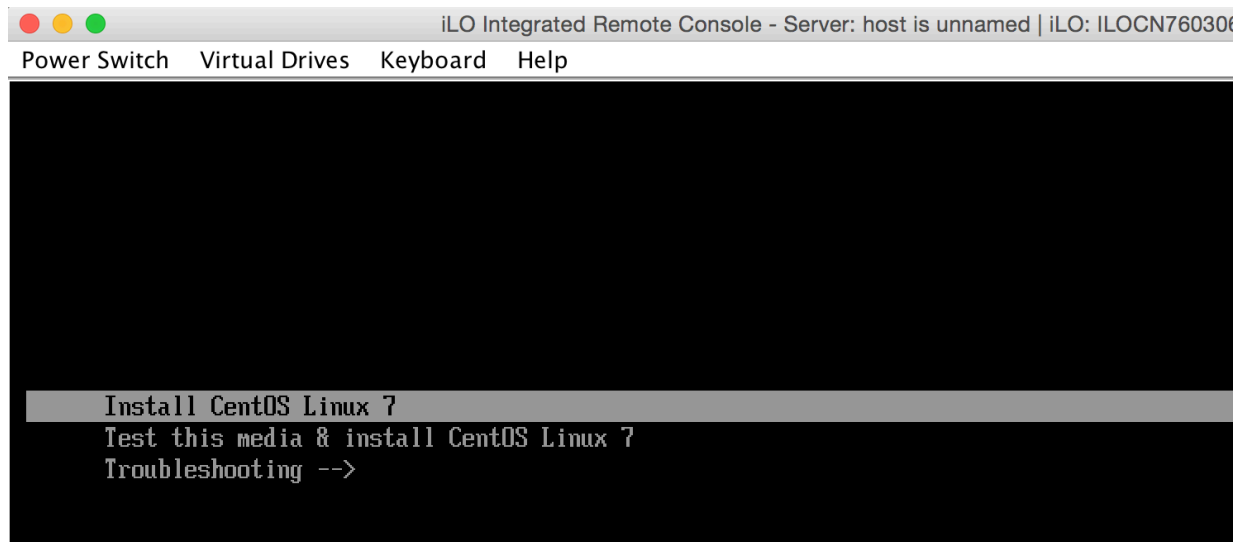 iLO Integrated Remote Console - Server: host is unnamed | iLO: ILOCN760306
Power Switch Virtual Drives Keyboard Help
Install CentOS Linux 7
Test this media & install CentOS Linux 7
Troubleshooting -->